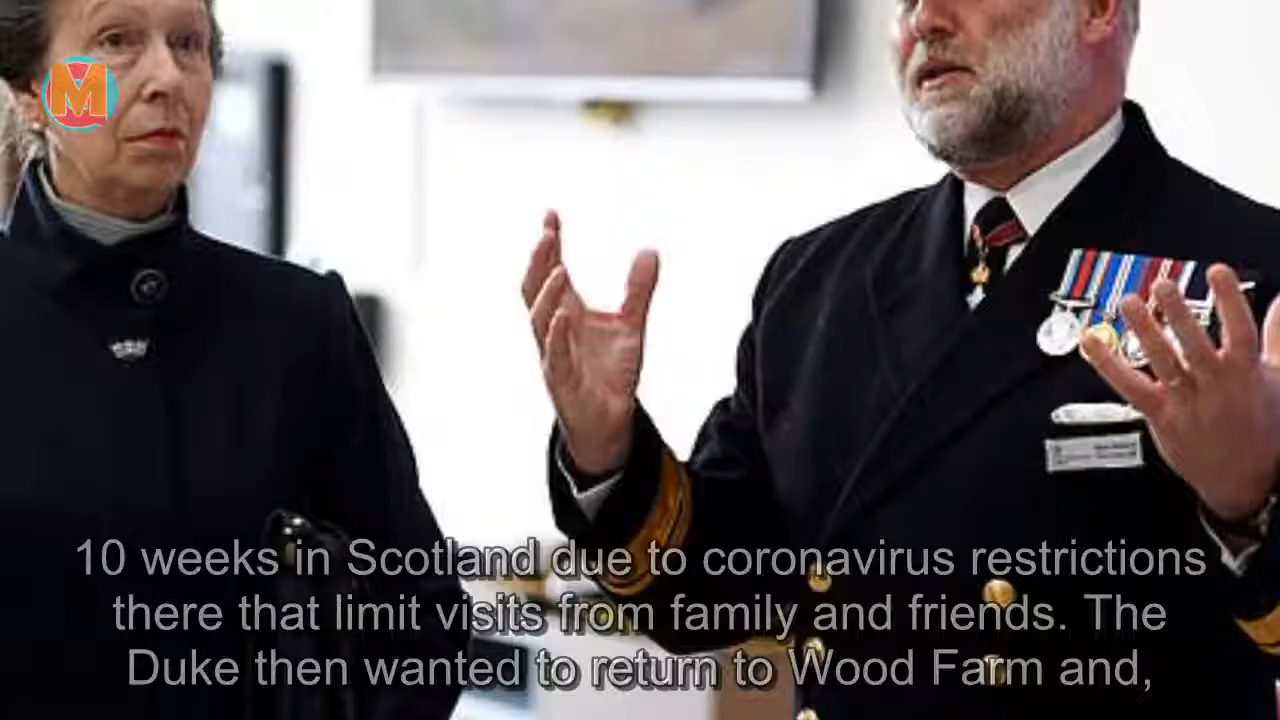 M
10 weeks in Scotland due to coronavirus restrictions
there that limit visits from family and friends. The
Duke then wanted to return to Wood Farm and,